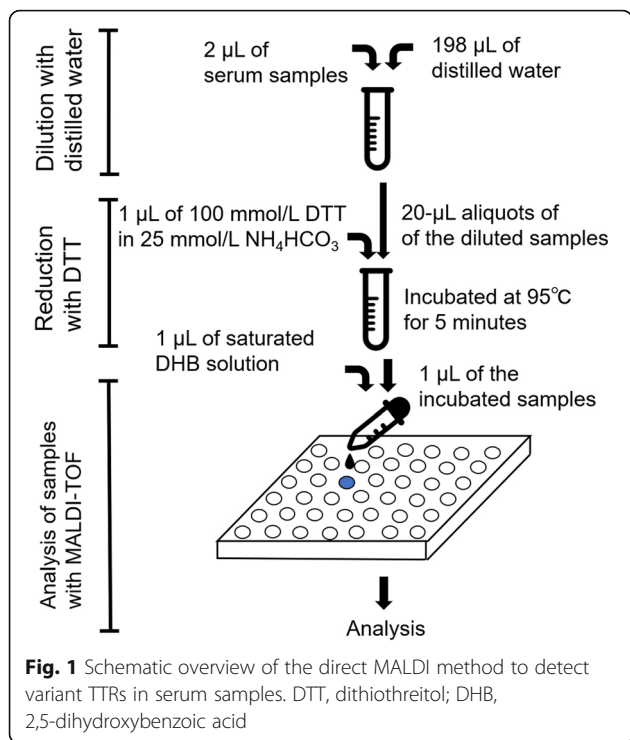 Dilution with
distilled water
2 µL of
serum samples
198 µL of
distilled water
Reduction
with DTT
1 µL of 100 mmol/L DTT
in 25 mmol/L NH₄HCO₃
20-µL aliquots of
of the diluted samples
Incubated at 95℃
for 5 minutes
Analysis of samples
with MALDI-TOF
1 µL of saturated
DHB solution
1 µL of the
incubated samples
Analysis
Fig. 1 Schematic overview of the direct MALDI method to detect
variant TTRs in serum samples. DTT, dithiothreitol; DHB,
2,5-dihydroxybenzoic acid